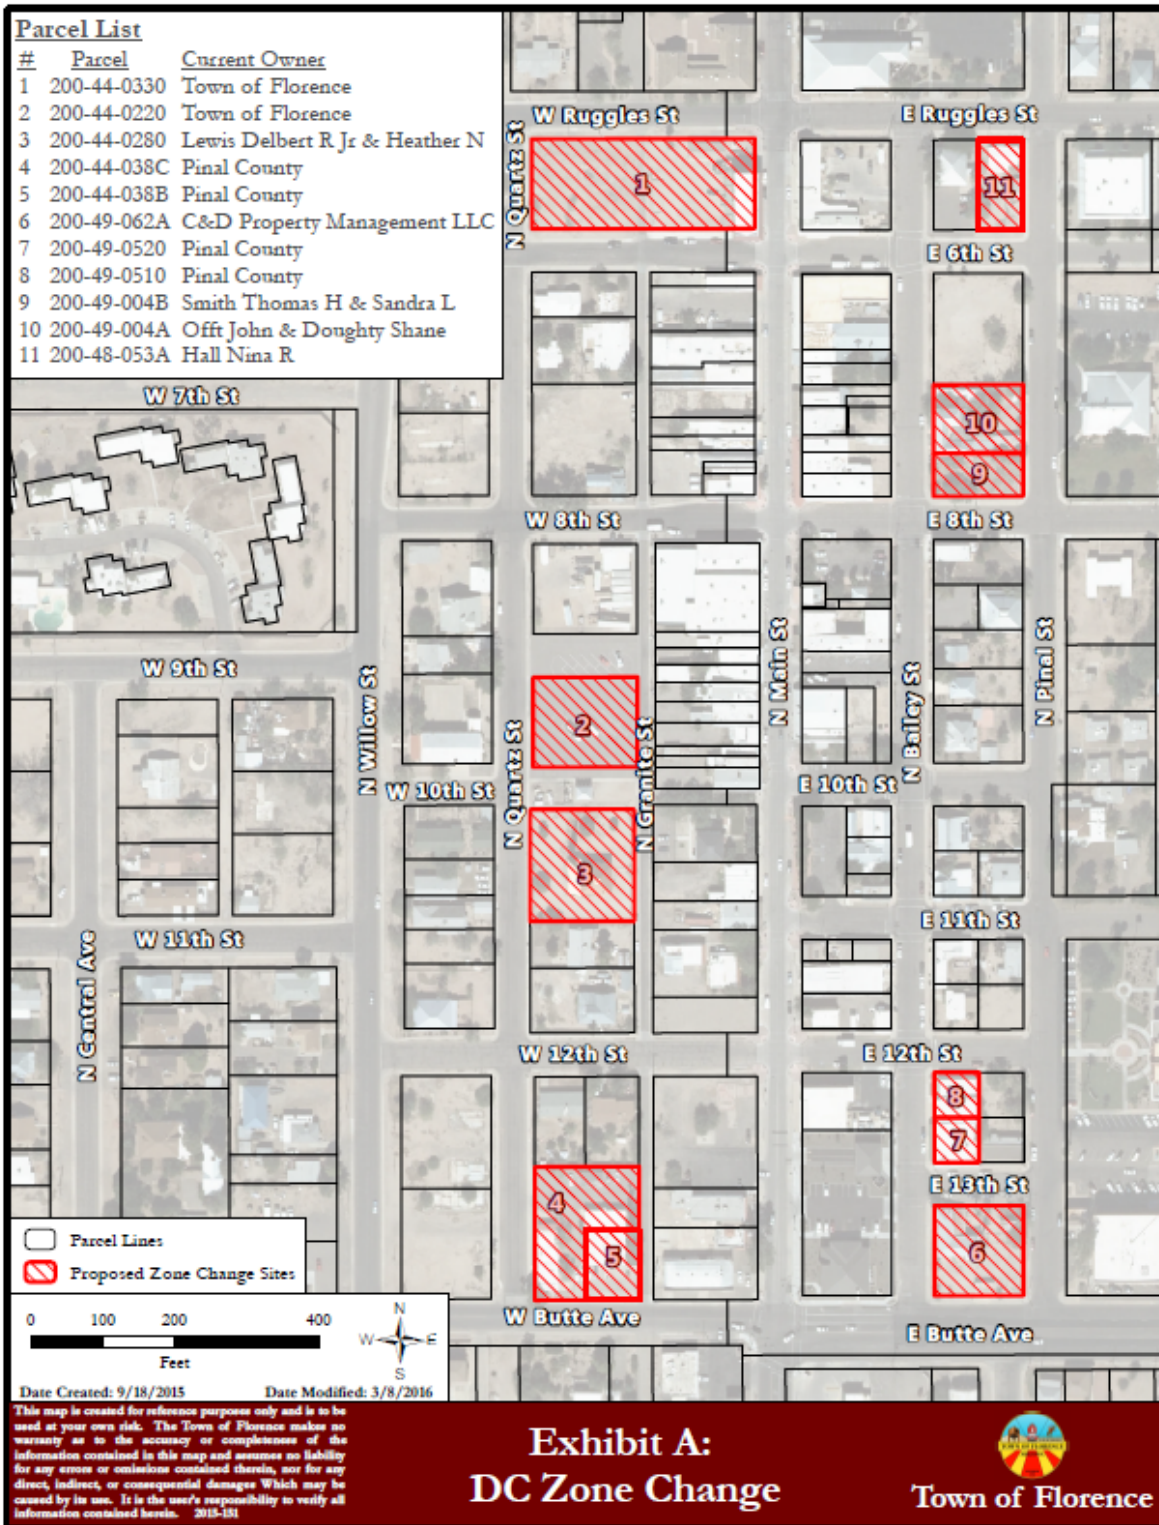 Parcel List
# Parcel Current Owner
1 200-44-0330 Town of Florence
2 200-44-0220 Town of Florence
3 200-44-0280 Lewis Delbert R Jr & Heather N
4 200-44-038C Pinal County
5 200-44-038B Pinal County
6 200-49-062A C&D Property Management LLC
7 200-49-0520 Pinal County
8 200-49-0510 Pinal County
9 200-49-004B Smith Thomas H & Sandra L
10 200-49-004A Offt John & Doughty Shane
11 200-48-053A Hall Nina R
W Ruggles St
E Ruggles St
N Quartz St
1
11
E 6th St
W 7th St
10
9
W 8th St
E 8th St
W 9th St
N Willow St
N Quartz St
2
N Granite St
N Main St
N Bailey St
N Pinal St
W 10th St
E 10th St
3
W 11th St
E 11th St
N Central Ave
W 12th St
E 12th St
8
7
E 13th St
4
5
6
W Butte Ave
E Butte Ave
Parcel Lines
Proposed Zone Change Sites
0 100 200 400
Feet
N
W E
S
Date Created: 9/18/2015 Date Modified: 3/8/2016
This map is created for reference purposes only and is to be
used at your own risk. The Town of Florence makes no
warranty as to the accuracy or completeness of the
information contained in this map and assumes no liability
for any errors or omissions contained therein, nor for any
direct, indirect, or consequential damages Which may be
caused by its use. It is the user's responsibility to verify all
information contained herein. 2015-151
Exhibit A:
DC Zone Change
TOWN OF FLORENCE
Town of Florence